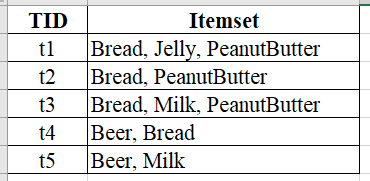 TID Itemset
t1 Bread, Jelly, PeanutButter
t2 Bread, PeanutButter
t3 Bread, Milk, PeanutButter
t4 Beer, Bread
t5 Beer, Milk